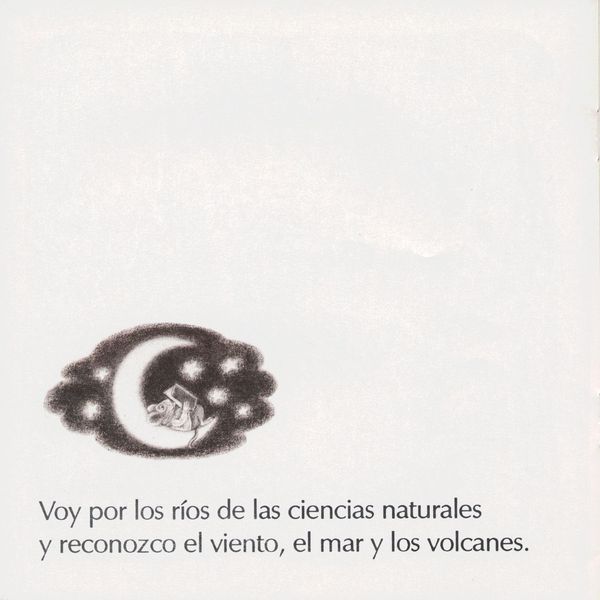 Voy por los ríos de las ciencias naturales
y reconozco el viento, el mar y los volcanes.